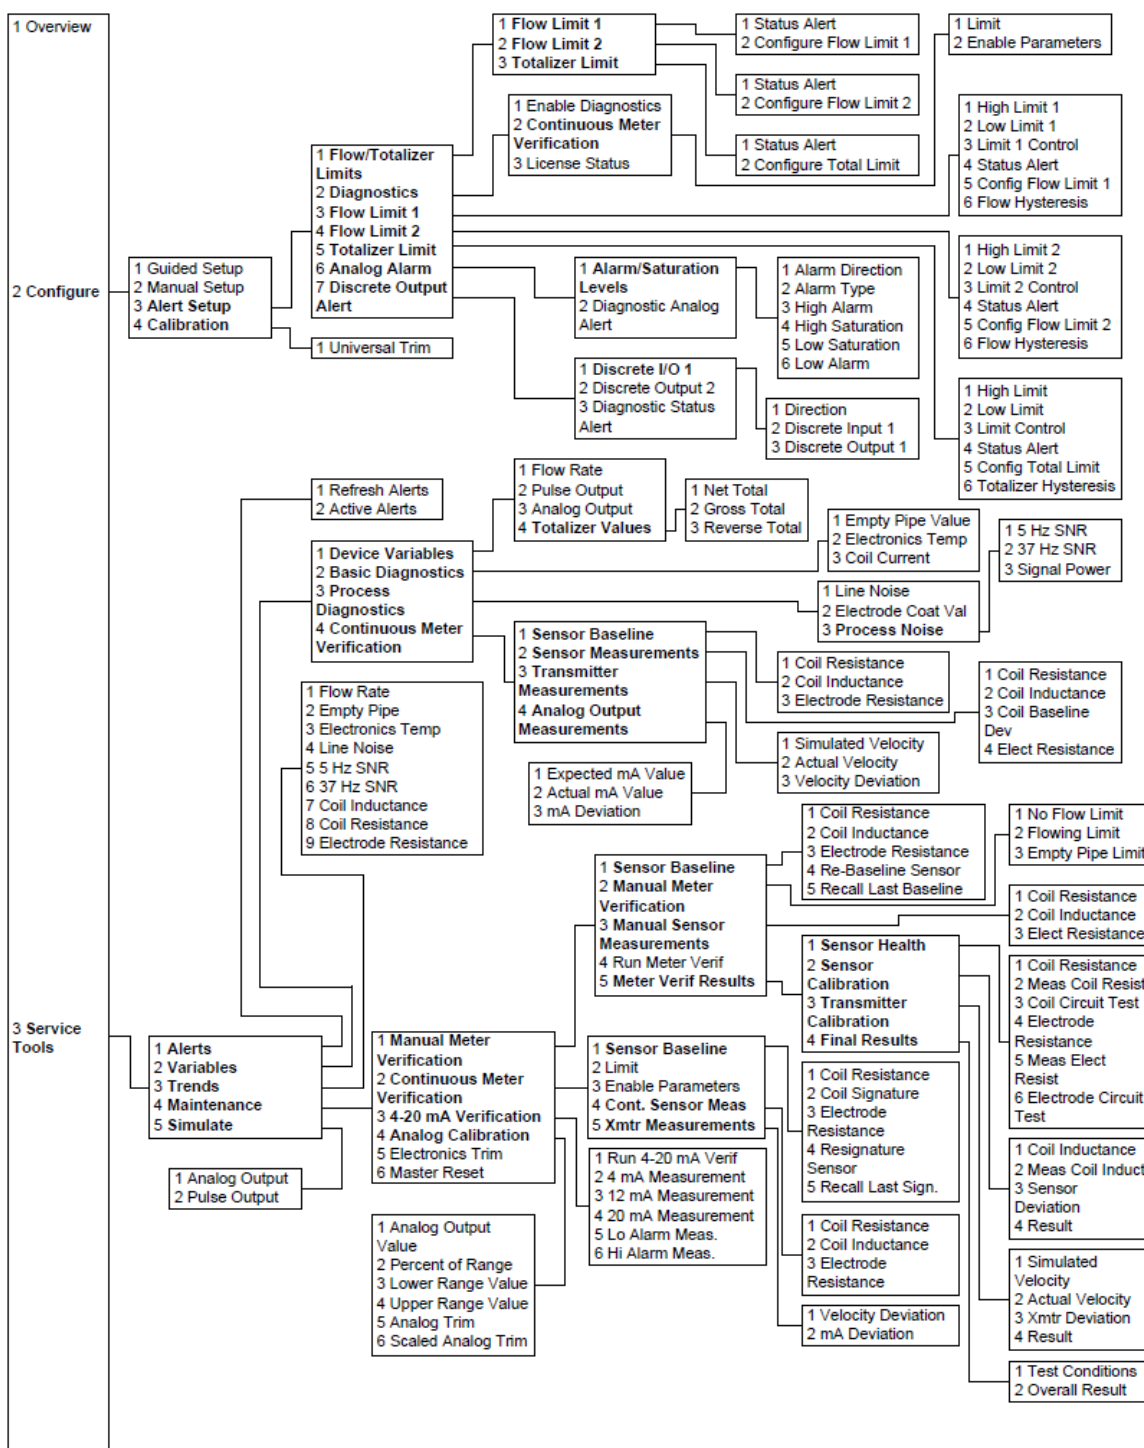 1 Overview
2 Configure
3 Service
Tools
1 Guided Setup
2 Manual Setup
3 Alert Setup
4 Calibration
1 Flow/Totalizer
Limits
2 Diagnostics
3 Flow Limit 1
4 Flow Limit 2
5 Totalizer Limit
6 Analog Alarm
7 Discrete Output
Alert
1 Universal Trim
1 Flow Limit 1
2 Flow Limit 2
3 Totalizer Limit
1 Enable Diagnostics
2 Continuous Meter
Verification
3 License Status
1 Status Alert
2 Configure Flow Limit 1
1 Status Alert
2 Configure Flow Limit 2
1 Status Alert
2 Configure Total Limit
1 Limit
2 Enable Parameters
1 High Limit 1
2 Low Limit 1
3 Limit 1 Control
4 Status Alert
5 Config Flow Limit 1
6 Flow Hysteresis
1 High Limit 2
2 Low Limit 2
3 Limit 2 Control
4 Status Alert
5 Config Flow Limit 2
6 Flow Hysteresis
1 High Limit
2 Low Limit
3 Limit Control
4 Status Alert
5 Config Total Limit
6 Totalizer Hysteresis
1 Alarm/Saturation
Levels
2 Diagnostic Analog
Alert
1 Alarm Direction
2 Alarm Type
3 High Alarm
4 High Saturation
5 Low Saturation
6 Low Alarm
1 Discrete I/O 1
2 Discrete Output 2
3 Diagnostic Status
Alert
1 Direction
2 Discrete Input 1
3 Discrete Output 1
1 Refresh Alerts
2 Active Alerts
1 Device Variables
2 Basic Diagnostics
3 Process
Diagnostics
4 Continuous Meter
Verification
1 Flow Rate
2 Pulse Output
3 Analog Output
4 Totalizer Values
1 Net Total
2 Gross Total
3 Reverse Total
1 Empty Pipe Value
2 Electronics Temp
3 Coil Current
1 Line Noise
2 Electrode Coat Val
3 Process Noise
1 5 Hz SNR
2 37 Hz SNR
3 Signal Power
1 Sensor Baseline
2 Sensor Measurements
3 Transmitter
Measurements
4 Analog Output
Measurements
1 Coil Resistance
2 Coil Inductance
3 Electrode Resistance
1 Coil Resistance
2 Coil Inductance
3 Coil Baseline
Dev
4 Elect Resistance
1 Simulated Velocity
2 Actual Velocity
3 Velocity Deviation
1 Expected mA Value
2 Actual mA Value
3 mA Deviation
1 Flow Rate
2 Empty Pipe
3 Electronics Temp
4 Line Noise
5 5 Hz SNR
6 37 Hz SNR
7 Coil Inductance
8 Coil Resistance
9 Electrode Resistance
1 Alerts
2 Variables
3 Trends
4 Maintenance
5 Simulate
1 Analog Output
2 Pulse Output
1 Manual Meter
Verification
2 Continuous Meter
Verification
3 4-20 mA Verification
4 Analog Calibration
5 Electronics Trim
6 Master Reset
1 Analog Output
Value
2 Percent of Range
3 Lower Range Value
4 Upper Range Value
5 Analog Trim
6 Scaled Analog Trim
1 Sensor Baseline
2 Manual Meter
Verification
3 Manual Sensor
Measurements
4 Run Meter Verif
5 Meter Verif Results
1 Coil Resistance
2 Coil Inductance
3 Electrode Resistance
4 Re-Baseline Sensor
5 Recall Last Baseline
1 No Flow Limit
2 Flowing Limit
3 Empty Pipe Limit
1 Coil Resistance
2 Coil Inductance
3 Elect Resistance
1 Sensor Health
2 Sensor
Calibration
3 Transmitter
Calibration
4 Final Results
1 Coil Resistance
2 Meas Coil Resist
3 Coil Circuit Test
4 Electrode
Resistance
5 Meas Elect
Resist
6 Electrode Circuit
Test
1 Coil Inductance
2 Meas Coil Induct
3 Sensor
Deviation
4 Result
1 Simulated
Velocity
2 Actual Velocity
3 Xmtr Deviation
4 Result
1 Test Conditions
2 Overall Result
1 Sensor Baseline
2 Limit
3 Enable Parameters
4 Cont. Sensor Meas
5 Xmtr Measurements
1 Coil Resistance
2 Coil Signature
3 Electrode
Resistance
4 Resignature
Sensor
5 Recall Last Sign.
1 Coil Resistance
2 Coil Inductance
3 Electrode
Resistance
1 Velocity Deviation
2 mA Deviation
1 Run 4-20 mA Verif
2 4 mA Measurement
3 12 mA Measurement
4 20 mA Measurement
5 Lo Alarm Meas.
6 Hi Alarm Meas.